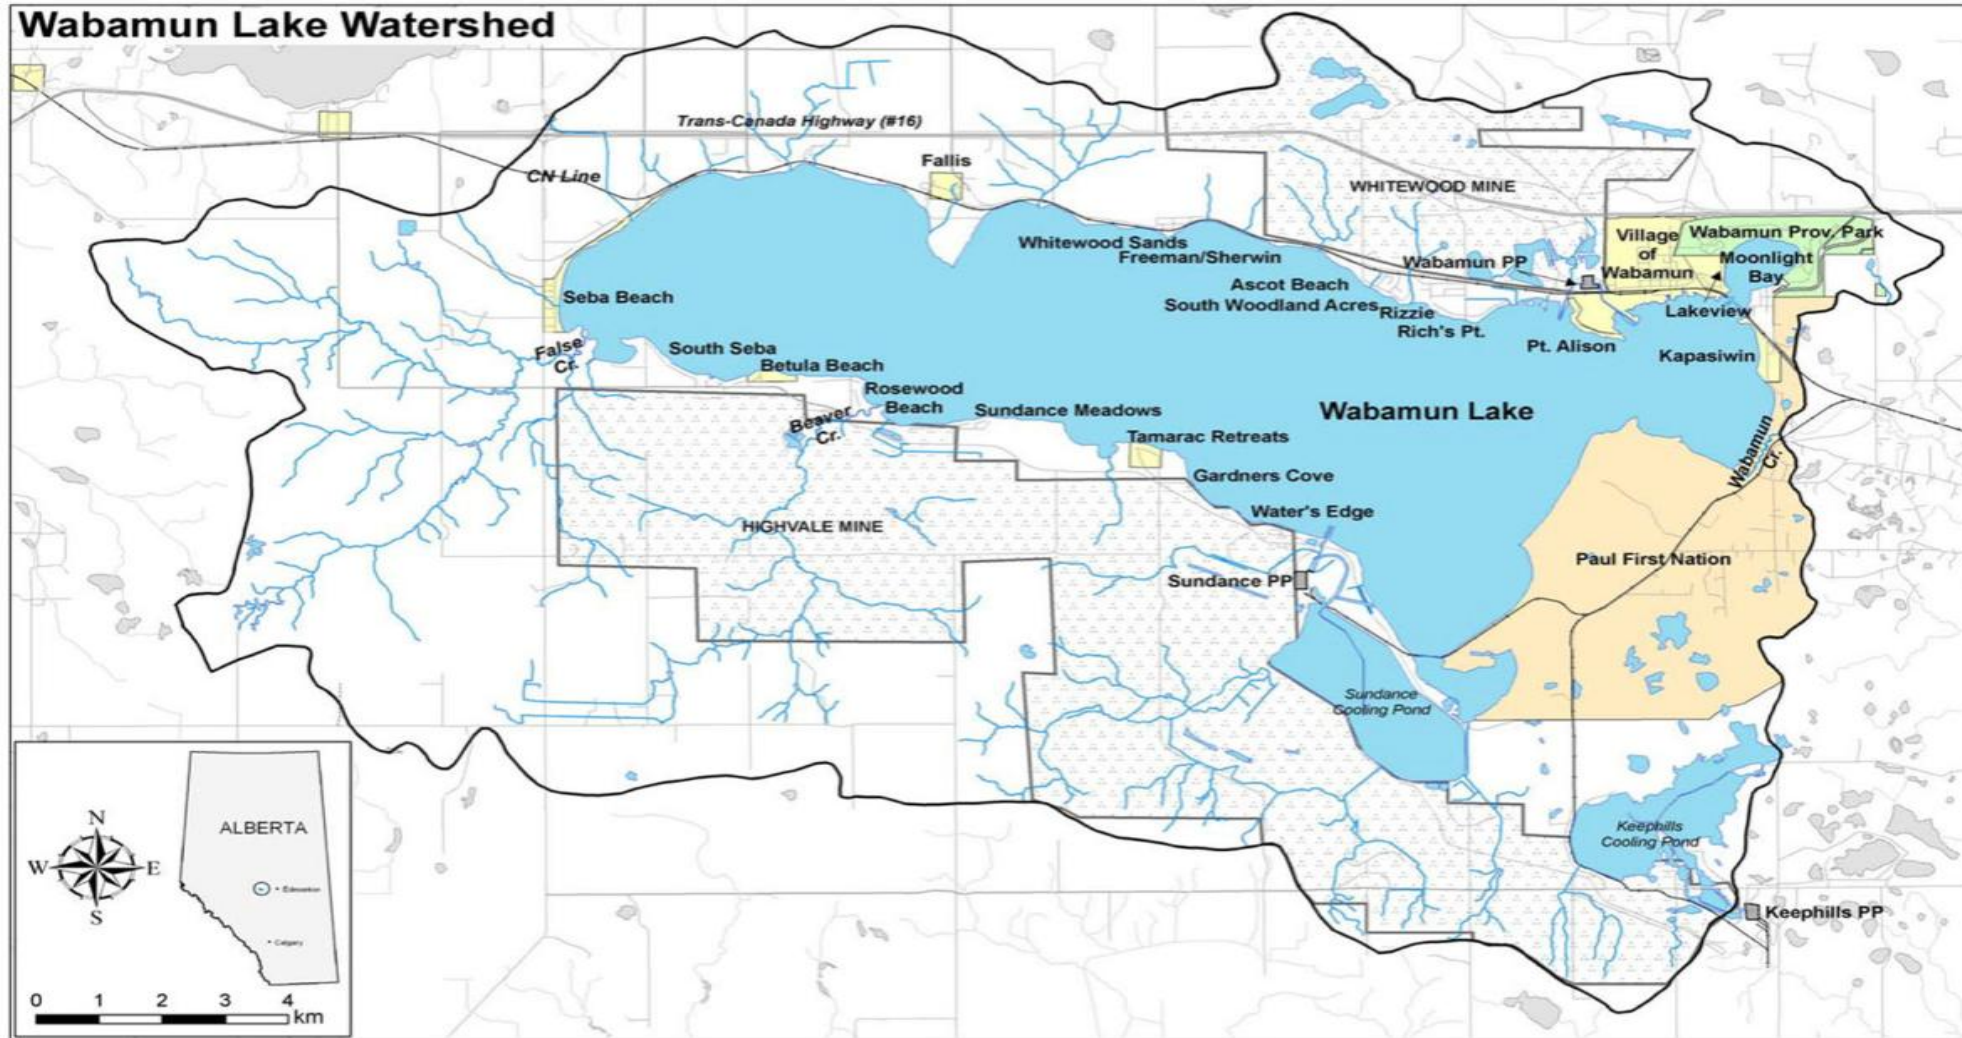 Wabamun Lake Watershed
Trans-Canada Highway (#16)
CN Line
Fallis
WHITEWOOD MINE
Whitewood Sands
Freeman/Sherwin
Wabamun PP
Village
of
Wabamun
Wabamun Prov. Park
Moonlight
Bay
Ascot Beach
South Woodland Acres
Rizzie
Rich's Pt.
Lakeview
Pt. Alison
Kapasiwin
Seba Beach
False
Cr.
South Seba
Betula Beach
Rosewood
Beach
Beaver
Cr.
Sundance Meadows
Wabamun Lake
Tamarac Retreats
Wabamun
Cr.
Gardners Cove
Water's Edge
HIGHVALE MINE
Paul First Nation
Sundance PP
Sundance
Cooling Pond
Keephills
Cooling Pond
Keephills PP
N
W
E
S
ALBERTA
Edmonton
Calgary
0 1 2 3 4
km